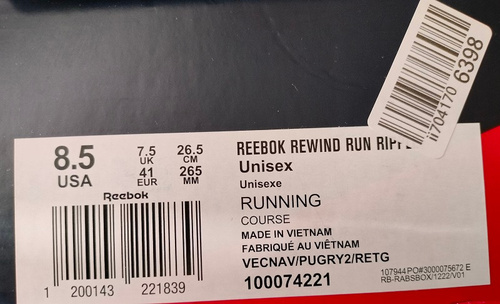 11704170 6398
8.5
USA
7.5
UK
41
EUR
26.5
CM
265
MM
REEBOK REWIND RUN
Unisex
Unisexe
RUNNING
COURSE
MADE IN VIETNAM
FABRIQUÉ AU VIÊTNAM
VECNAV/PUGRY2/RETG
100074221
107944 PO#3000075672 E
RB-RABSBOX/1222/V01
Reebok
1 200143 221839